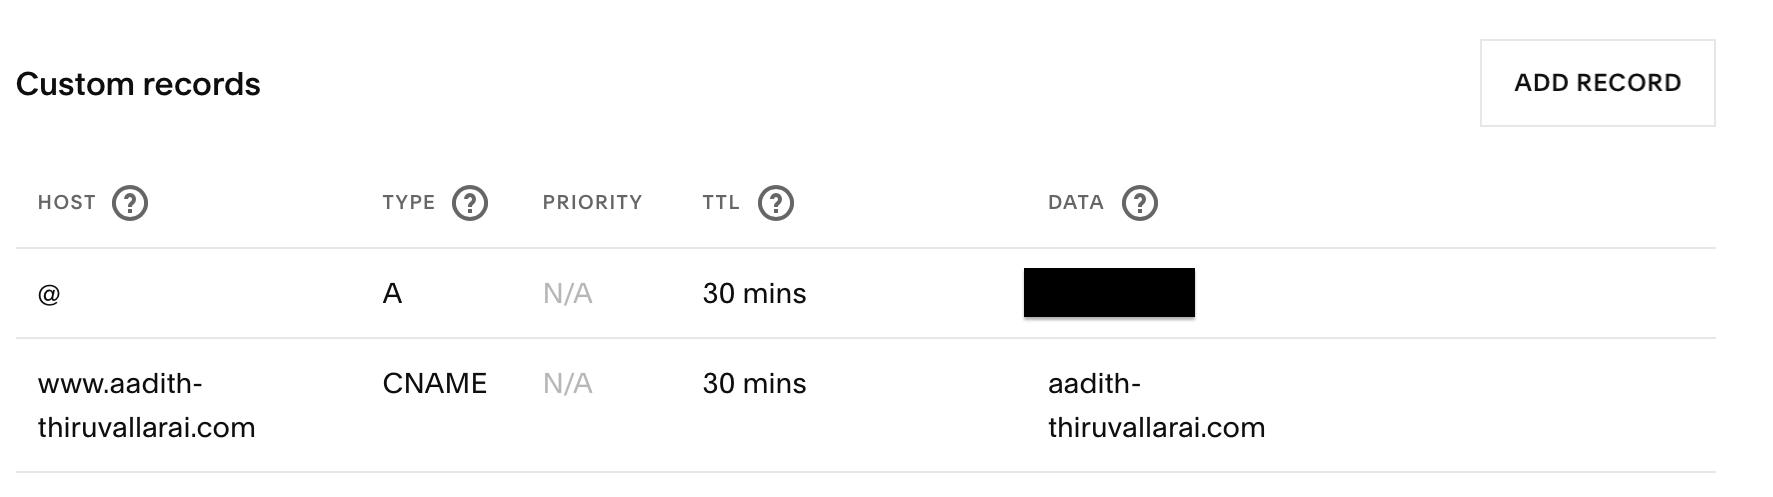 Custom records
ADD RECORD
HOST ? TYPE ? PRIORITY TTL ? DATA ?
@ A N/A 30 mins
www.aadith- CNAME N/A 30 mins aadith-
thiruvallarai.com thiruvallarai.com